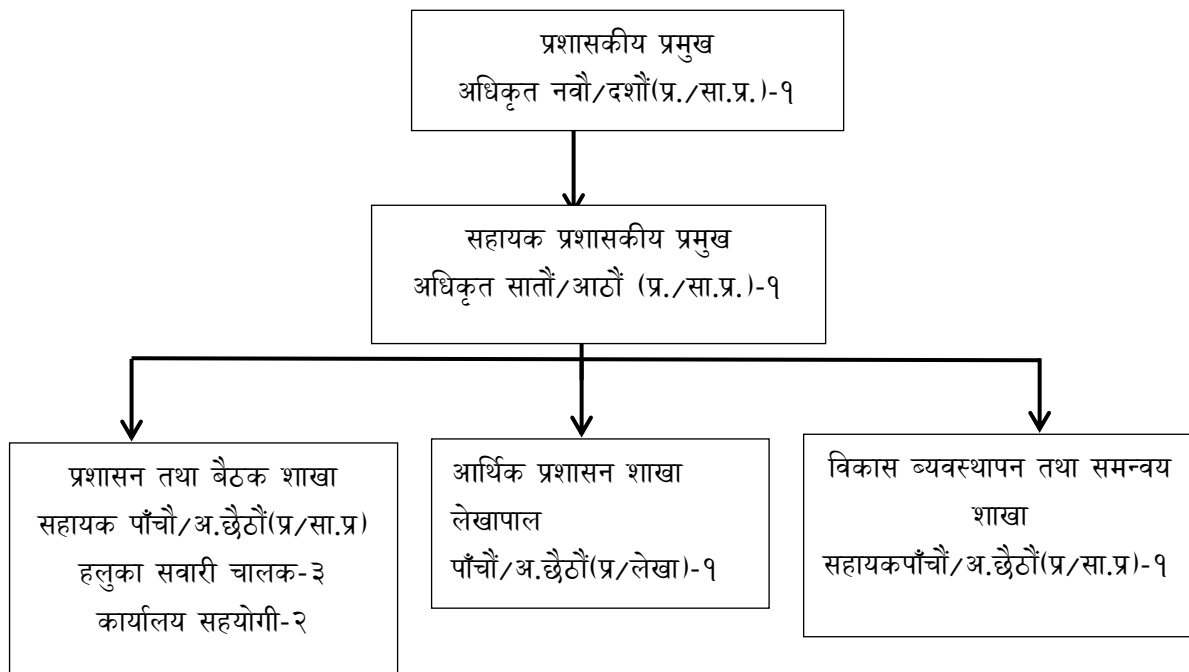 प्रशासकीय प्रमुख
अधिकृत नवौ/दशौं(प्र./सा.प्र.)-१
सहायक प्रशासकीय प्रमुख
अधिकृत सातौं/आठौं (प्र./सा.प्र.)-१
प्रशासन तथा बैठक शाखा
सहायक पाँचौ/अ.छैठौं(प्र/सा.प्र)
हलुका सवारी चालक-३
कार्यालय सहयोगी-२
आर्थिक प्रशासन शाखा
लेखापाल
पाँचौं/अ.छैठौं(प्र/लेखा)-१
विकास ब्यवस्थापन तथा समन्वय
शाखा
सहायकपाँचौं/अ.छैठौं(प्र/सा.प्र)-१